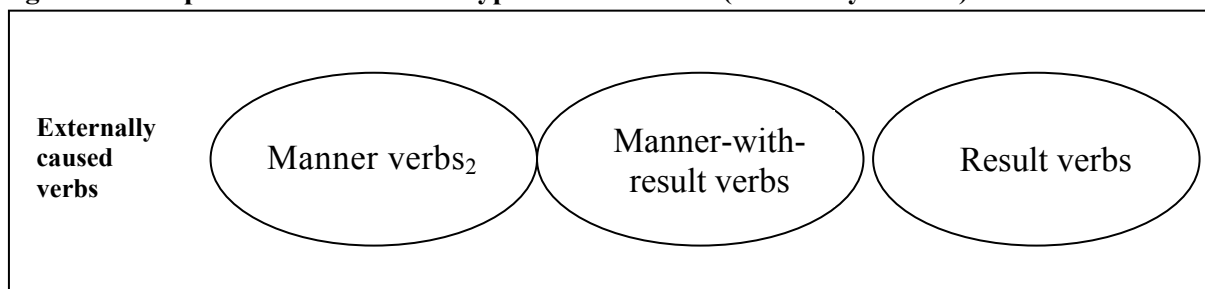 Externally
caused
verbs
Manner verbs₂
Manner-with-
result verbs
Result verbs